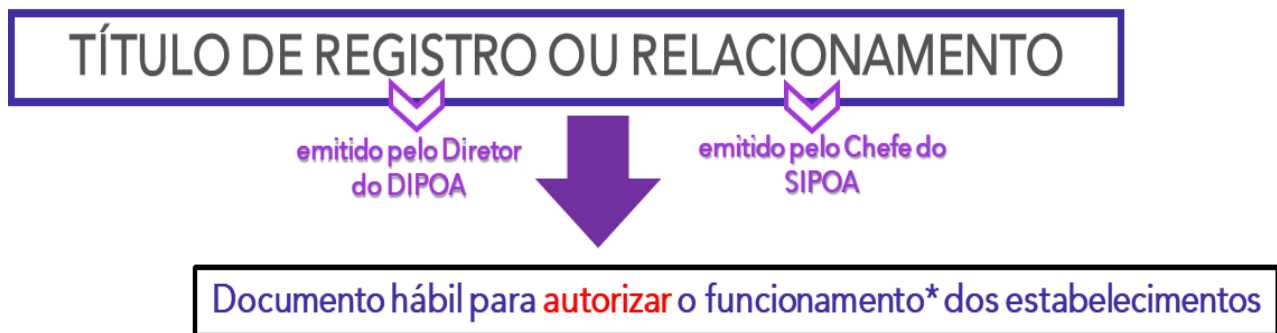 TÍTULO DE REGISTRO OU RELACIONAMENTO
emitido pelo Diretor
do DIPOA
emitido pelo Chefe do
SIPOA
Documento hábil para autorizar o funcionamento* dos estabelecimentos